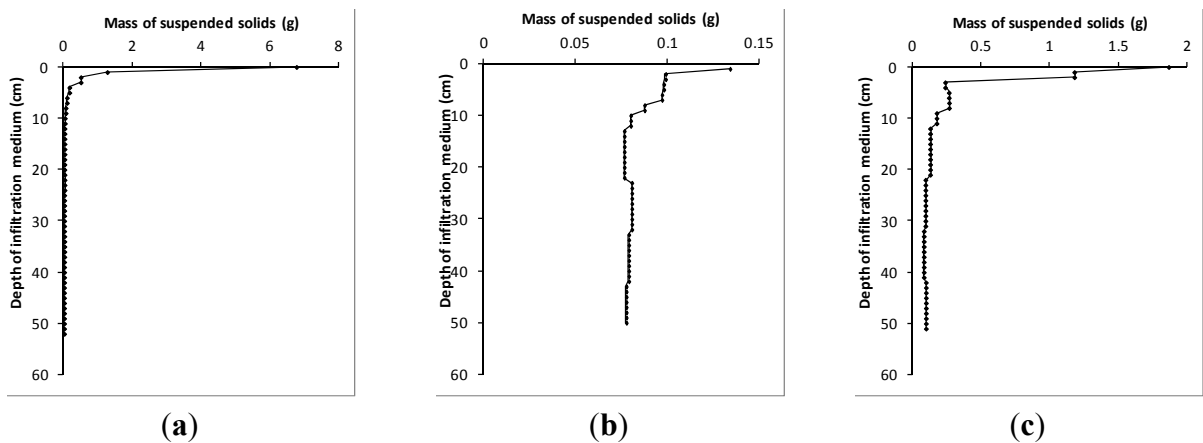 Mass of suspended solids (g)
0 2 4 6 8
0
10
20
30
40
50
60
Depth of infiltration medium (cm)
(a)
Mass of suspended solids (g)
0 0.05 0.1 0.15
0
10
20
30
40
50
60
Depth of infiltration medium (cm)
(b)
Mass of suspended solids (g)
0 0.5 1 1.5 2
0
10
20
30
40
50
60
Depth of infiltration medium (cm)
(c)